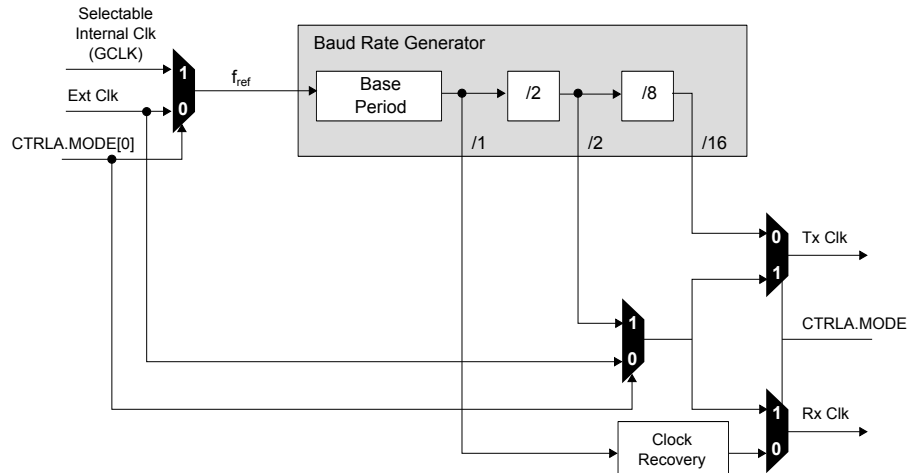 Selectable
Internal Clk
(GCLK)
Baud Rate Generator
1
f_ref
Base
Period
/2
/8
Ext Clk
0
CTRLA.MODE[0]
/1
/2
/16
0
Tx Clk
1
1
CTRLA.MODE
0
1
Rx Clk
Clock
Recovery
0